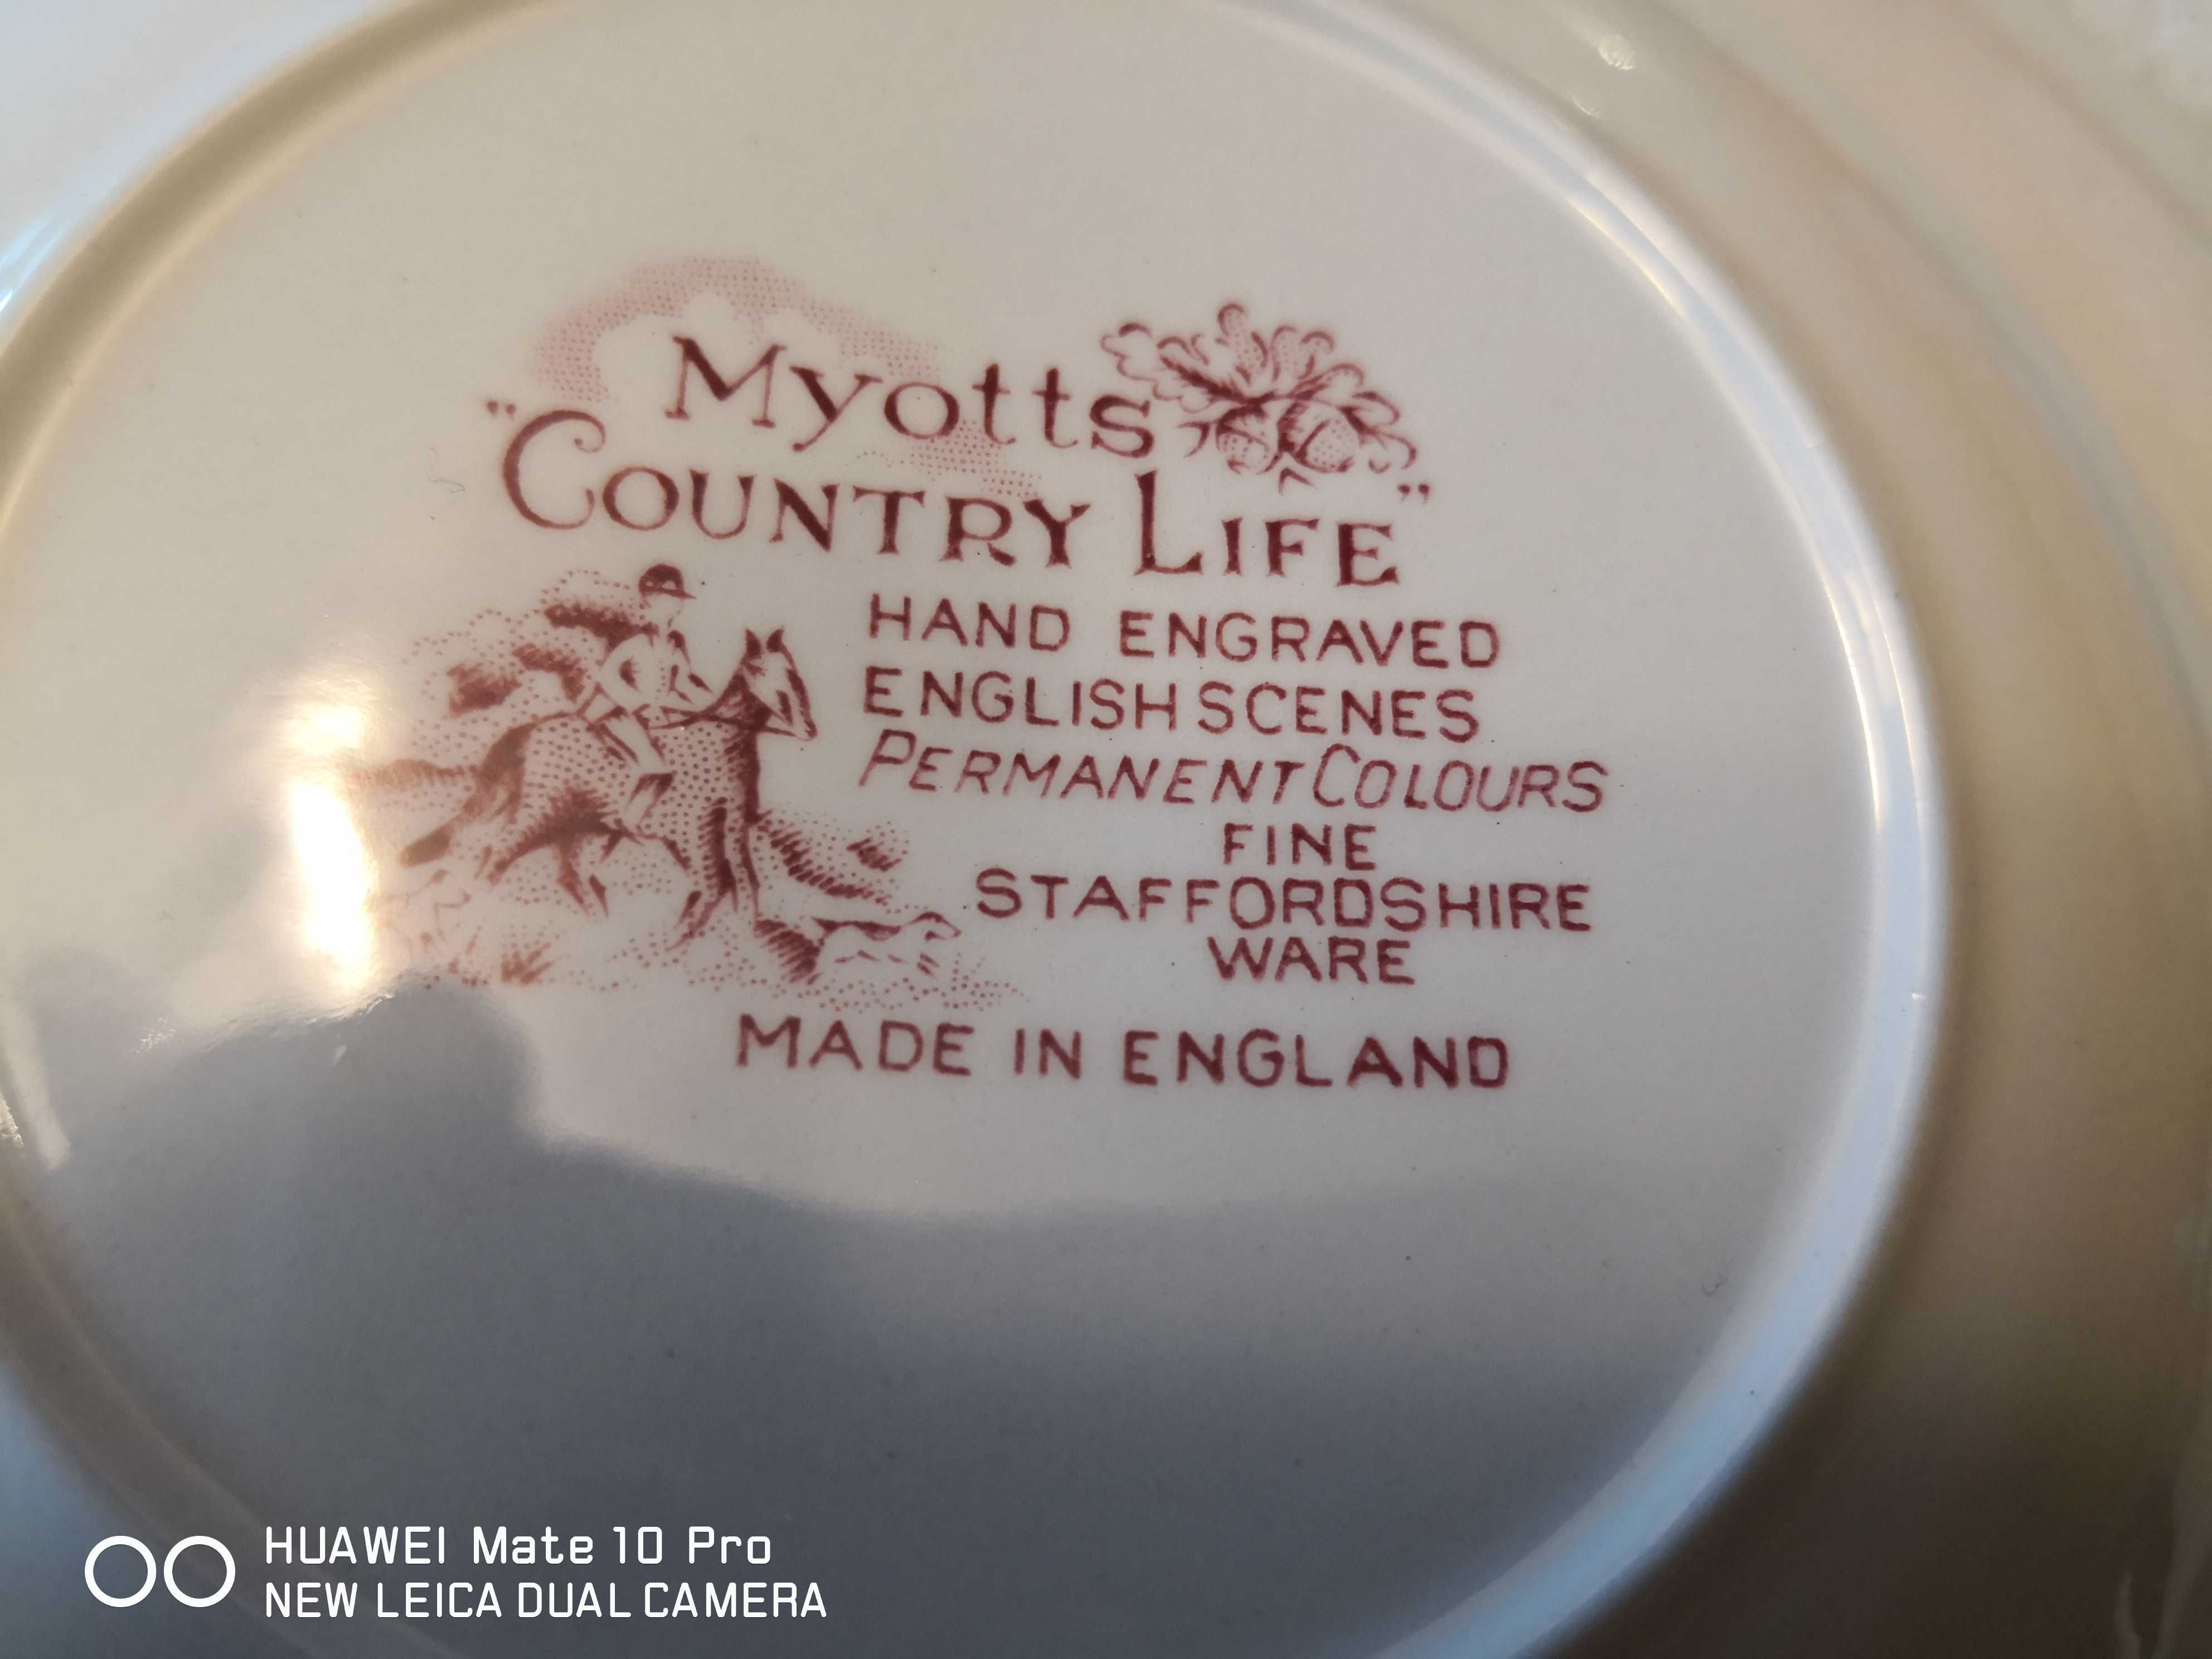 Myotts
"COUNTRY LIFE"
HAND ENGRAVED
ENGLISH SCENES
PERMANENT COLOURS
FINE
STAFFORDSHIRE
WARE
MADE IN ENGLAND
HUAWEI Mate 10 Pro
NEW LEICA DUAL CAMERA